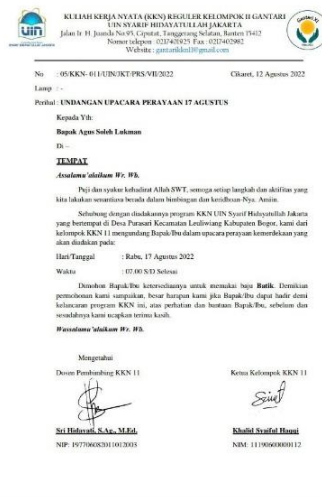 KULIAH KERJA NYATA (KKN) REGULER KELOMPOK 11 GANTARI
UIN SYARIF HIDAYATULLAH JAKARTA
Jalan Ir H. Juanda No.95, Ciputat, Tanggerang Selatan, Banten 15412
Nomor telepon : 0217401925 Fax : 0217402982
Website : gantarikkn11@gmail.com
UIN
No : 05/KKN- 011/UIN/JKT/PRS/VII/2022 Cikaret, 12 Agustus 2022
Lamp : -
Perihal : UNDANGAN UPACARA PERAYAAN 17 AGUSTUS
Kepada Yth:
Bapak Agus Soleh Lukman
Di –
TEMPAT
Assalamu'alaikum Wr. Wb.
Puji dan syukur kehadirat Allah SWT, semoga setiap langkah dan aktifitas yang
kita lakukan senantiasa berada dalam bimbingan dan keridhoan-Nya. Amiin.
Sehubung dengan diadakannya program KKN UIN Syarif Hidayatullah Jakarta
yang bertempat di Desa Purasari Kecamatan Leuwiliang Kabupaten Bogor, kami dari
kelompok KKN 11 mengundang Bapak/Ibu dalam upacara perayaan kemerdekaan yang
akan diadakan pada:
Hari/Tanggal : Rabu, 17 Agustus 2022
Waktu : 07.00 S/D Selesai
Dimohon Bapak/Ibu ketersediaanya untuk memakai baju Batik. Demikian
permohonan kami sampaikan, besar harapan kami jika Bapak/Ibu dapat hadir demi
kelancaran program KKN ini, atas perhatian dan bantuan Bapak/Ibu, sebelum dan
sesudahnya kami ucapkan terima kasih.
Wassalamu'alaikum Wr. Wb.
Mengetahui
Dosen Pembimbing KKN 11 Ketua Kelompok KKN 11
Sri Hidayati, S.Ag., M.Ed. Khalid Syaiful Haqqi
NIP: 197706082011012003 NIM: 11190600000112